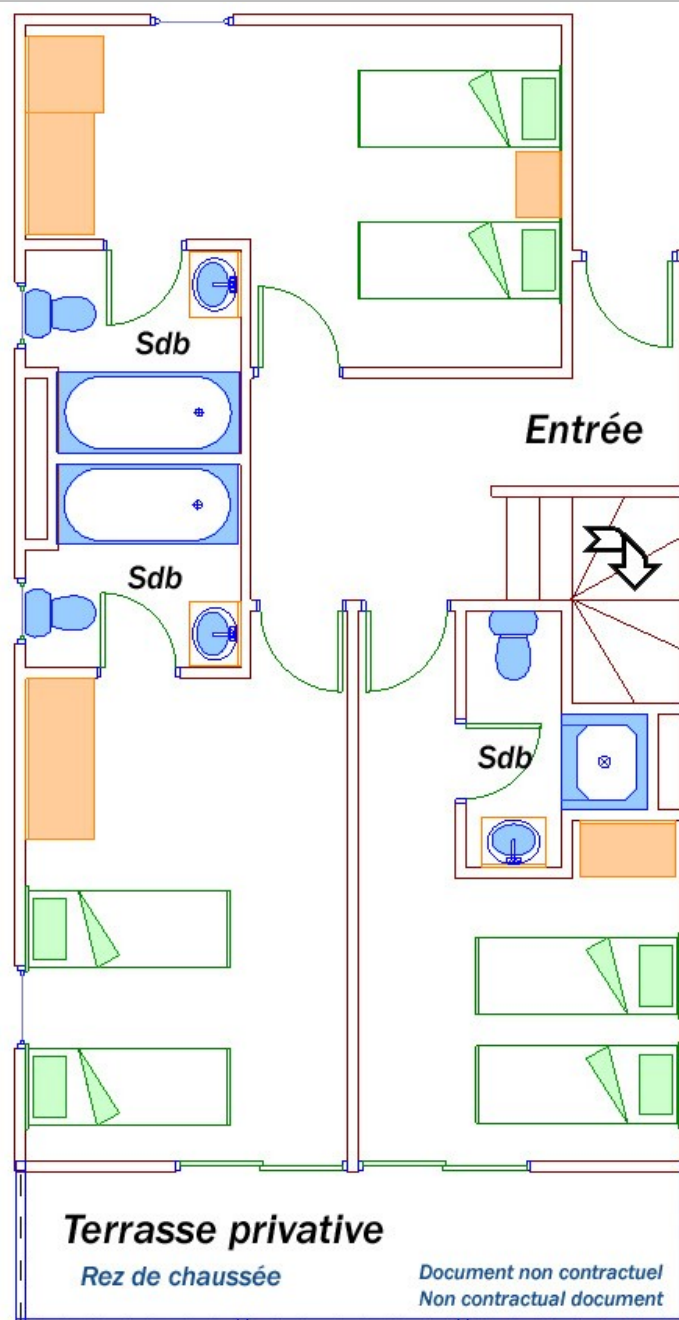 Sdb
Entrée
Sdb
Sdb
Terrasse privative
Rez de chaussée
Document non contractuel
Non contractual document